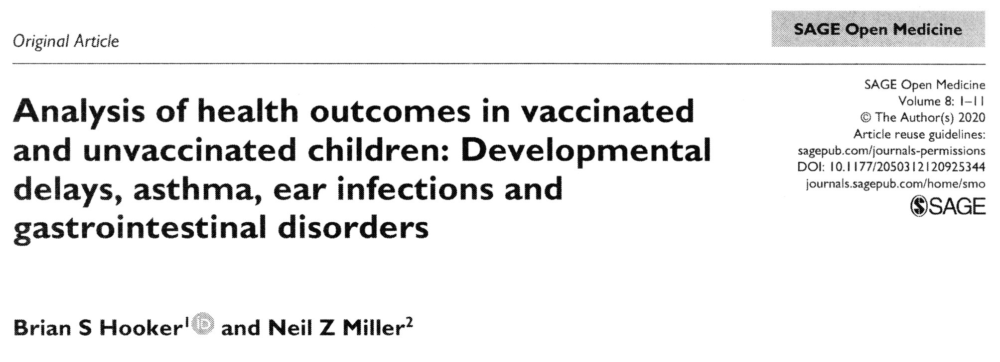 Original Article
SAGE Open Medicine
SAGE Open Medicine
Volume 8: 1–11
© The Author(s) 2020
Article reuse guidelines:
sagepub.com/journals-permissions
DOI: 10.1177/2050312120925344
journals.sagepub.com/home/smo
SAGE
Analysis of health outcomes in vaccinated
and unvaccinated children: Developmental
delays, asthma, ear infections and
gastrointestinal disorders
Brian S Hooker¹ iD and Neil Z Miller²